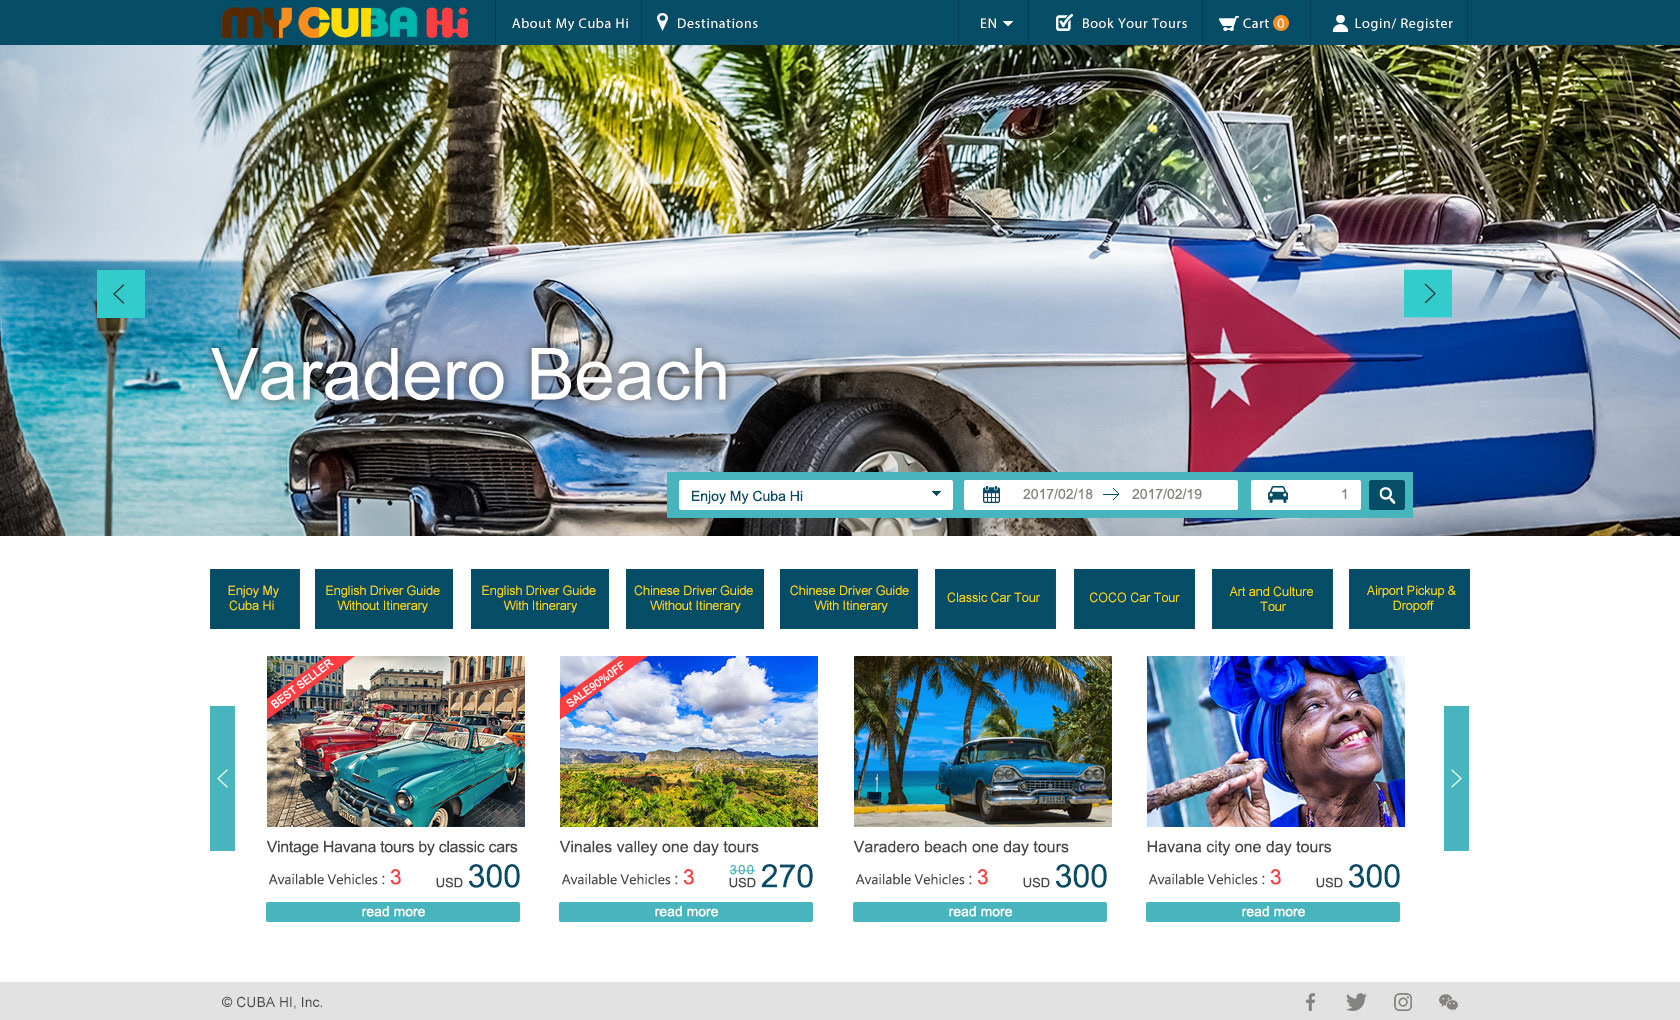 MY CUBA Hi
About My Cuba Hi
Destinations
EN
Book Your Tours
Cart 0
Login/ Register
Varadero Beach
Enjoy My Cuba Hi
2017/02/18
2017/02/19
1
Enjoy My
Cuba Hi
English Driver Guide
Without Itinerary
English Driver Guide
With Itinerary
Chinese Driver Guide
Without Itinerary
Chinese Driver Guide
With Itinerary
Classic Car Tour
COCO Car Tour
Art and Culture
Tour
Airport Pickup &
Dropoff
BEST SELLER
SALE90%OFF
Vintage Havana tours by classic cars
Available Vehicles : 3
USD 300
read more
Vinales valley one day tours
Available Vehicles : 3
300
USD 270
read more
Varadero beach one day tours
Available Vehicles : 3
USD 300
read more
Havana city one day tours
Available Vehicles : 3
USD 300
read more
© CUBA HI, Inc.